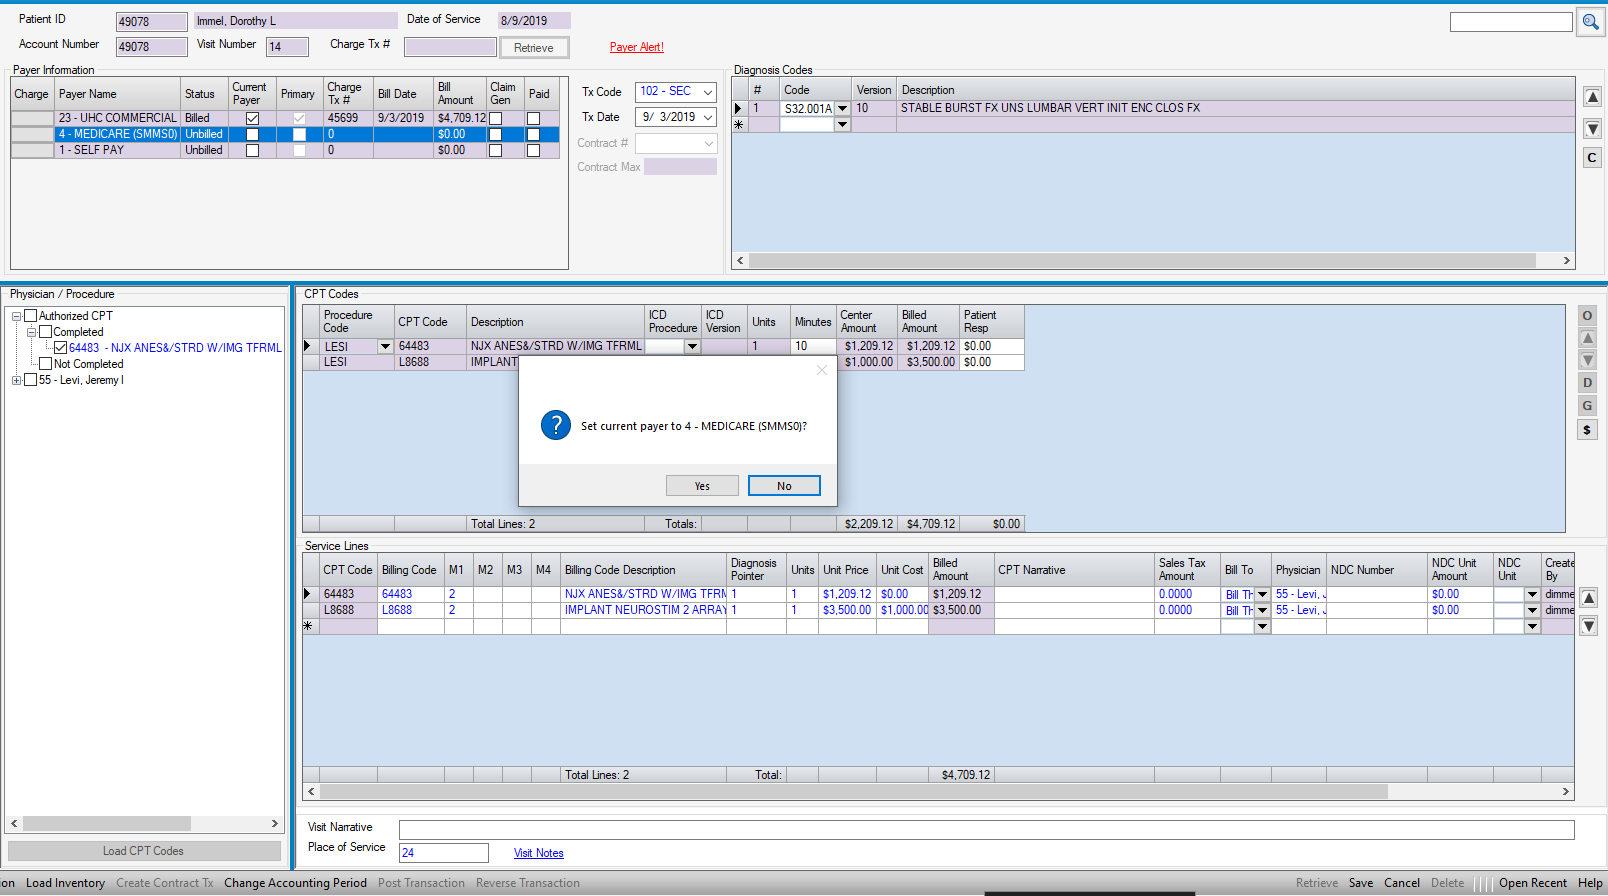 Patient ID 49078 Immel, Dorothy L Date of Service 8/9/2019
Account Number 49078 Visit Number 14 Charge Tx # Retrieve Payer Alert!
Payer Information
Charge Payer Name Status Current Payer Primary Charge Tx # Bill Date Bill Amount Claim Gen Paid
23 - UHC COMMERCIAL Billed 45699 9/3/2019 $4,709.12
4 - MEDICARE (SMMS0) Unbilled 0 $0.00
1 - SELF PAY Unbilled 0 $0.00
Tx Code 102 - SEC
Tx Date 9/ 3/2019
Contract #
Contract Max
Diagnosis Codes
# Code Version Description
1 S32.001A 10 STABLE BURST FX UNS LUMBAR VERT INIT ENC CLOS FX
C
Physician / Procedure
Authorized CPT
Completed
64483 - NJX ANES&/STRD W/IMG TFRML
Not Completed
55 - Levi, Jeremy I
Load CPT Codes
CPT Codes
Procedure Code CPT Code Description ICD Procedure ICD Version Units Minutes Center Amount Billed Amount Patient Resp
LESI 64483 NJX ANES&/STRD W/IMG TFRML 1 10 $1,209.12 $1,209.12 $0.00
LESI L8688 IMPLANT $1,000.00 $3,500.00 $0.00
Set current payer to 4 - MEDICARE (SMMS0)?
Yes No
Total Lines: 2 Totals: $2,209.12 $4,709.12 $0.00
O
D
G
$
Service Lines
CPT Code Billing Code M1 M2 M3 M4 Billing Code Description Diagnosis Pointer Units Unit Price Unit Cost Billed Amount CPT Narrative Sales Tax Amount Bill To Physician NDC Number NDC Unit Amount NDC Unit Create By
64483 64483 2 NJX ANES&/STRD W/IMG TFRM 1 1 $1,209.12 $0.00 $1,209.12 0.0000 Bill Th 55 - Levi, J $0.00 dimme
L8688 L8688 2 IMPLANT NEUROSTIM 2 ARRAY 1 1 $3,500.00 $1,000.00 $3,500.00 0.0000 Bill Th 55 - Levi, J $0.00 dimme
Total Lines: 2 Total: $4,709.12
Visit Narrative
Place of Service 24 Visit Notes
on Load Inventory Create Contract Tx Change Accounting Period Post Transaction Reverse Transaction Retrieve Save Cancel Delete Open Recent Help